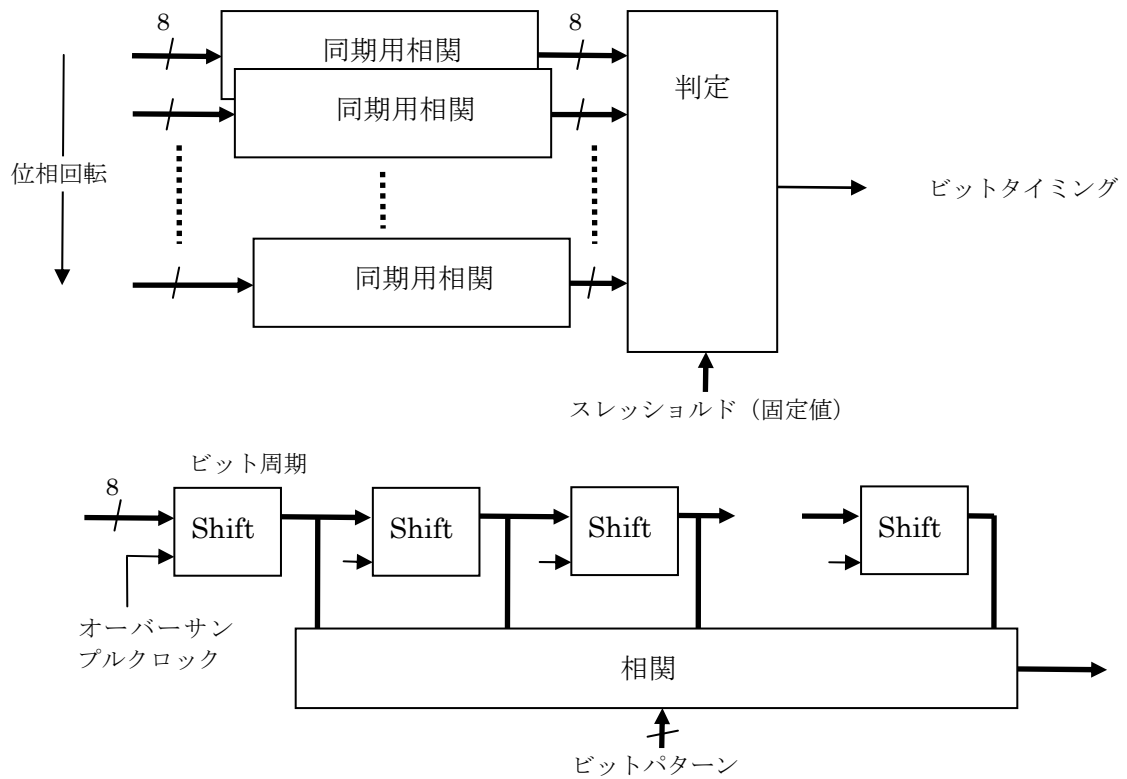 8
8
同期用相関
同期用相関
同期用相関
判定
位相回転
ビットタイミング
スレッショルド（固定値）
ビット周期
8
Shift
Shift
Shift
Shift
オーバーサン
プルクロック
相関
ビットパターン